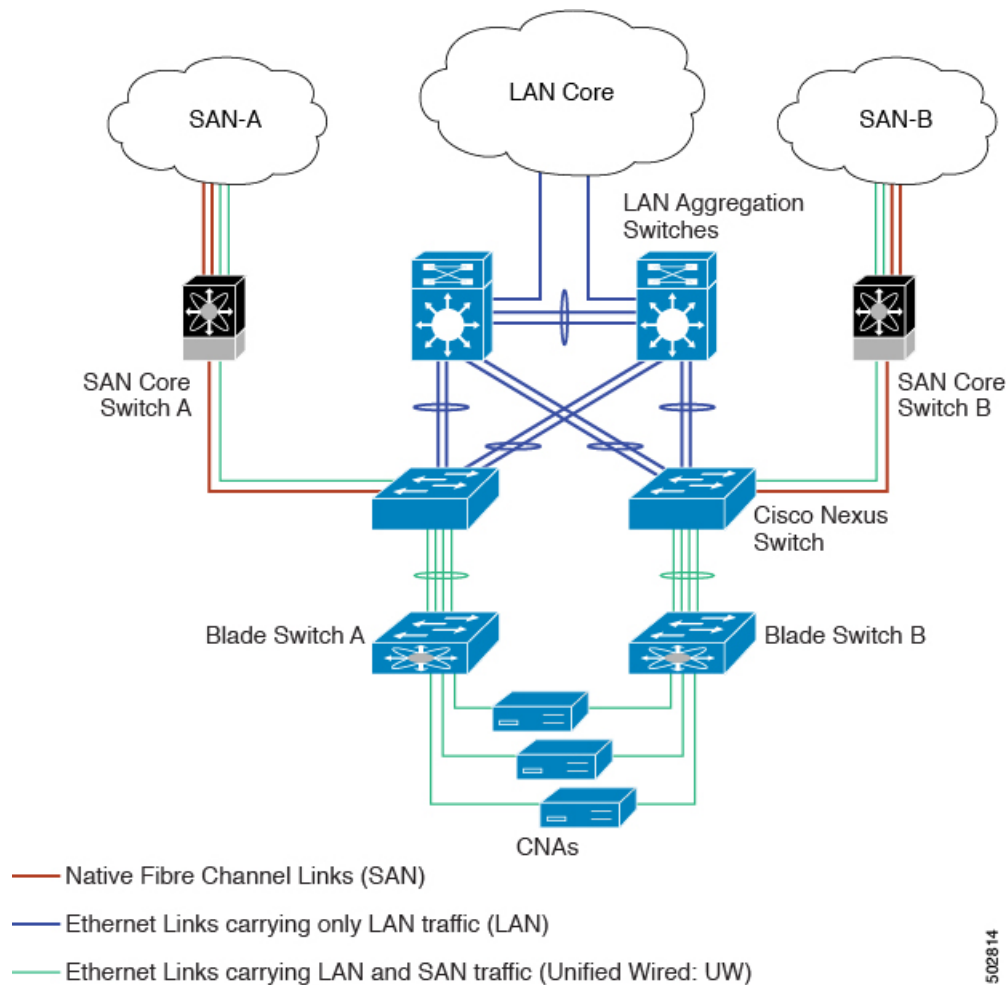 LAN Core
SAN-A
SAN-B
LAN Aggregation
Switches
SAN Core
Switch A
SAN Core
Switch B
Cisco Nexus
Switch
Blade Switch A
Blade Switch B
CNAs
Native Fibre Channel Links (SAN)
Ethernet Links carrying only LAN traffic (LAN)
Ethernet Links carrying LAN and SAN traffic (Unified Wired: UW)
502814